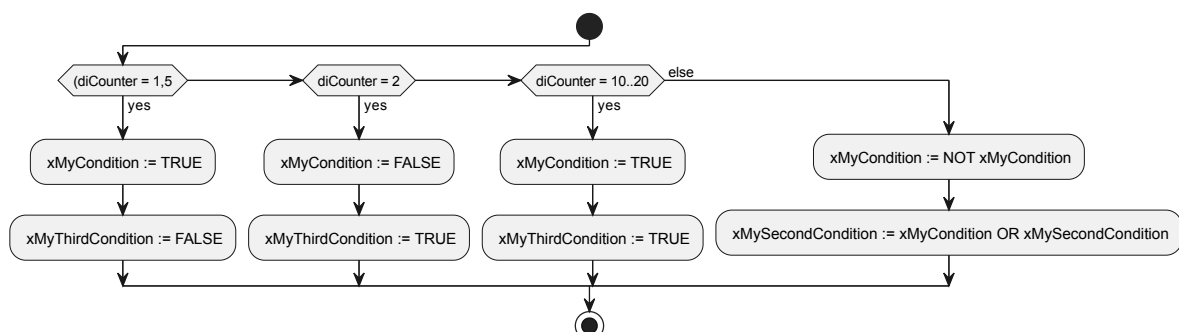 (diCounter = 1,5
diCounter = 2
diCounter = 10..20
else
yes
yes
yes
xMyCondition := TRUE
xMyCondition := FALSE
xMyCondition := TRUE
xMyCondition := NOT xMyCondition
xMyThirdCondition := FALSE
xMyThirdCondition := TRUE
xMyThirdCondition := TRUE
xMySecondCondition := xMyCondition OR xMySecondCondition